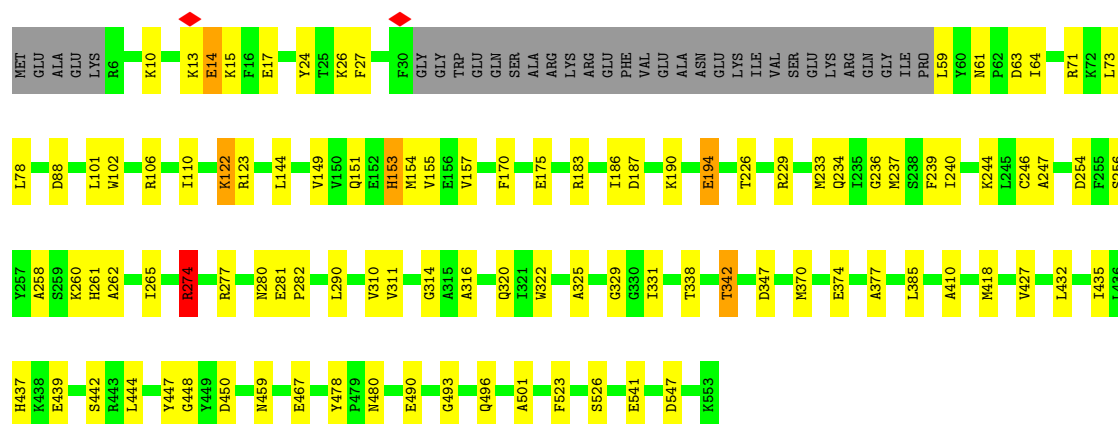 MET GLU ALA GLU LYS R6 K10 K13 E14 K15 F16 E17 Y24 T25 K26 F27 F30 GLY GLY TRP GLU GLN SER ALA ARG LYS ARG GLU PHE VAL GLU ALA ASN GLU LYS ILE VAL SER GLU LYS ARG GLN GLY ILE PRO L59 Y60 N61 P62 D63 I64 R71 K72 L73
L78 D88 L101 W102 R106 I110 K122 R123 L144 V149 V150 Q151 E152 H153 M154 V155 E156 V157 F170 E175 R183 I186 D187 K190 E194 T226 R229 M233 Q234 I235 G236 M237 S238 F239 I240 K244 L245 C246 A247 D254 F255 S256
Y257 A258 S259 K260 H261 A262 I265 R274 R277 N280 E281 P282 L290 V310 V311 G314 A315 A316 Q320 I321 W322 A325 G329 G330 I331 T338 T342 D347 M370 E374 A377 L385 A410 M418 V427 L432 I435 L436
H437 K438 E439 S442 R443 L444 Y447 G448 Y449 D450 N459 E467 Y478 P479 N480 E490 G493 Q496 A501 F523 S526 E541 D547 K553